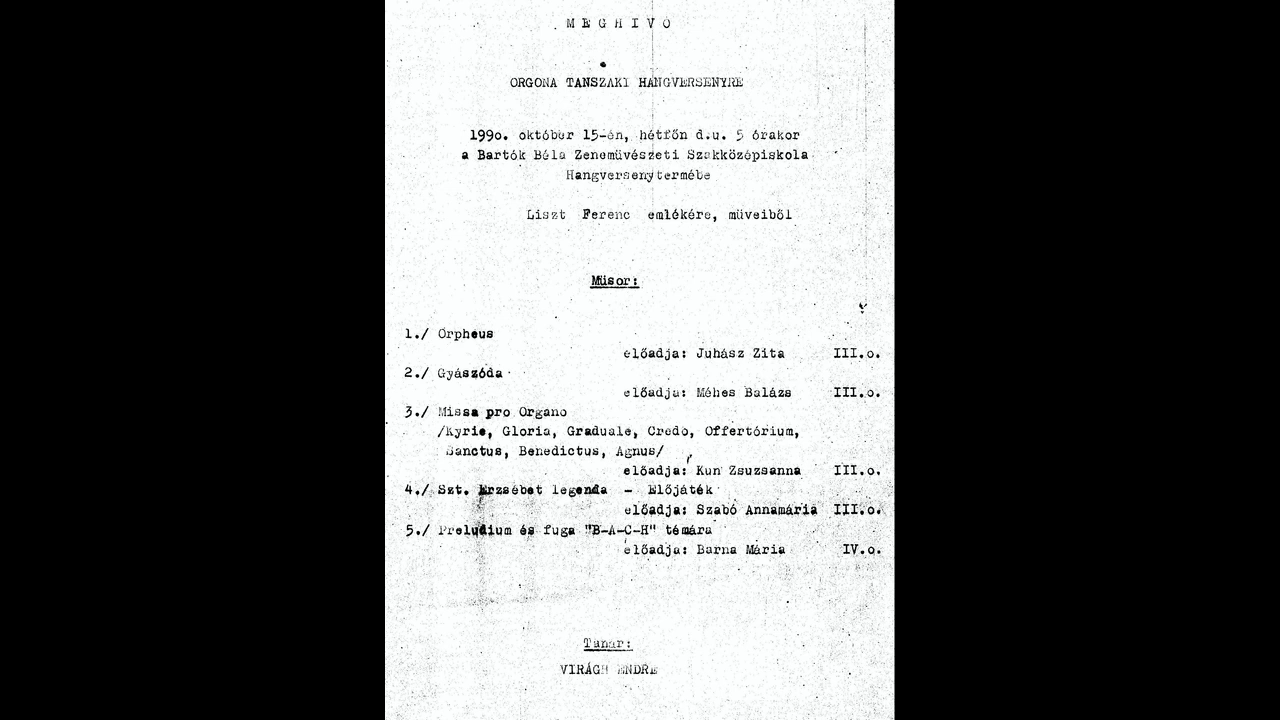 M E G H I V Ó
ORGONA TANSZAKI HANGVERSENYRE
199o. október 15-én, hétfőn d.u. 5 órakor
a Bartók Béla Zeneművészeti Szakközépiskola
Hangversenytermébe
Liszt Ferenc emlékére, műveiből
Műsor:
1./ Orpheus
előadja: Juhász Zita III.o.
2./ Gyászóda
előadja: Méhes Balázs III.o.
3./ Missa pro Organo
/Kyrie, Gloria, Graduale, Credo, Offertórium,
Sanctus, Benedictus, Agnus/
előadja: Kun Zsuzsanna III.o.
4./ Szt. Erzsébet legenda - Előjáték
előadja: Szabó Annamária III.o.
5./ Preludium és fuga "B-A-C-H" témára
előadja: Barna Mária IV.o.
Tanár:
VIRÁGH ENDRE